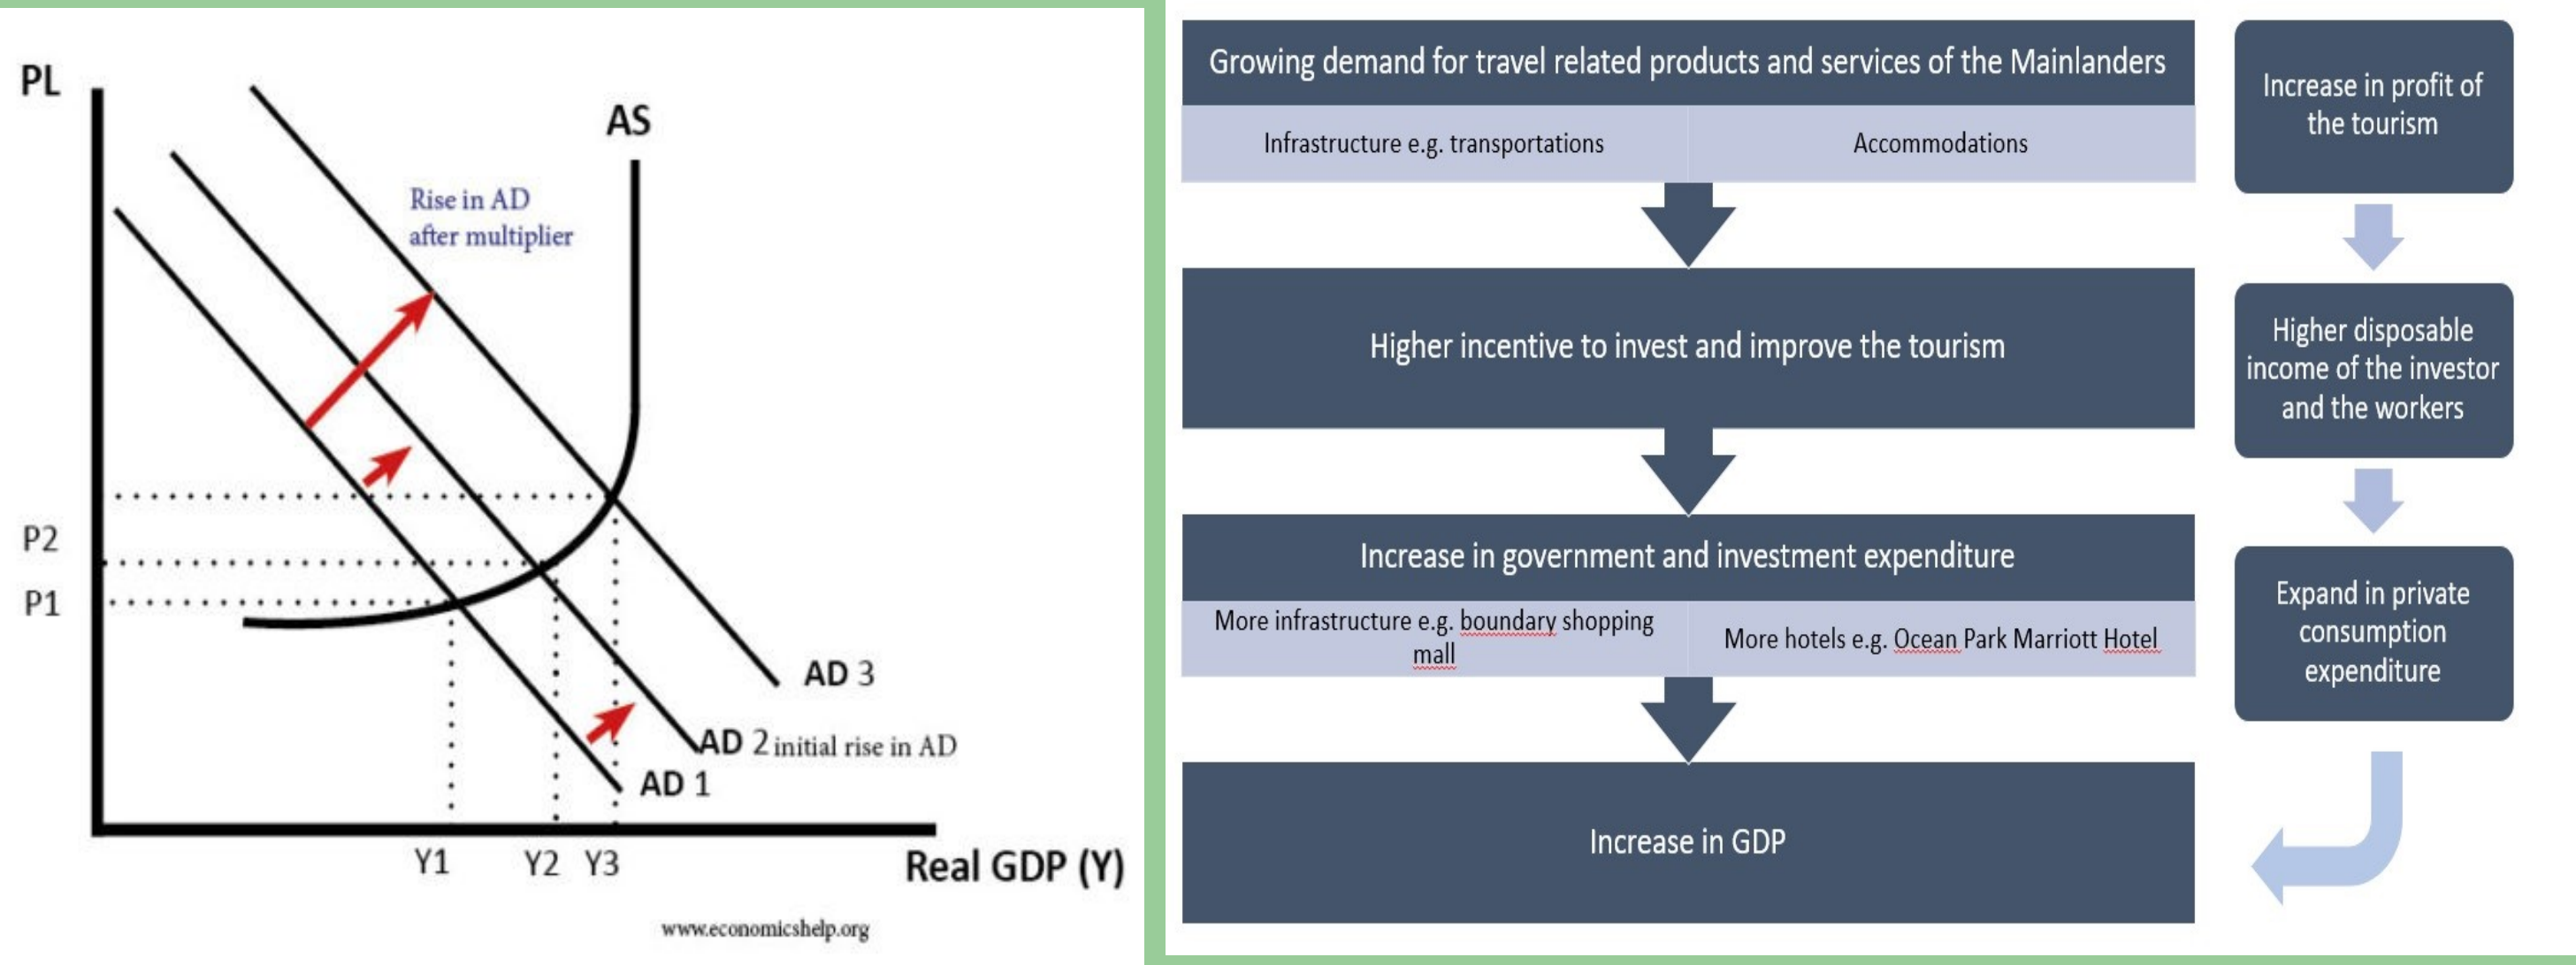 PL
AS
Rise in AD
after multiplier
P2
P1
AD 3
AD 2 initial rise in AD
AD 1
Y1
Y2
Y3
Real GDP (Y)
www.economicshelp.org
Growing demand for travel related products and services of the Mainlanders
Infrastructure e.g. transportations
Accommodations
Higher incentive to invest and improve the tourism
Increase in government and investment expenditure
More infrastructure e.g. boundary shopping
mall
More hotels e.g. Ocean Park Marriott Hotel
Increase in GDP
Increase in profit of
the tourism
Higher disposable
income of the investor
and the workers
Expand in private
consumption
expenditure